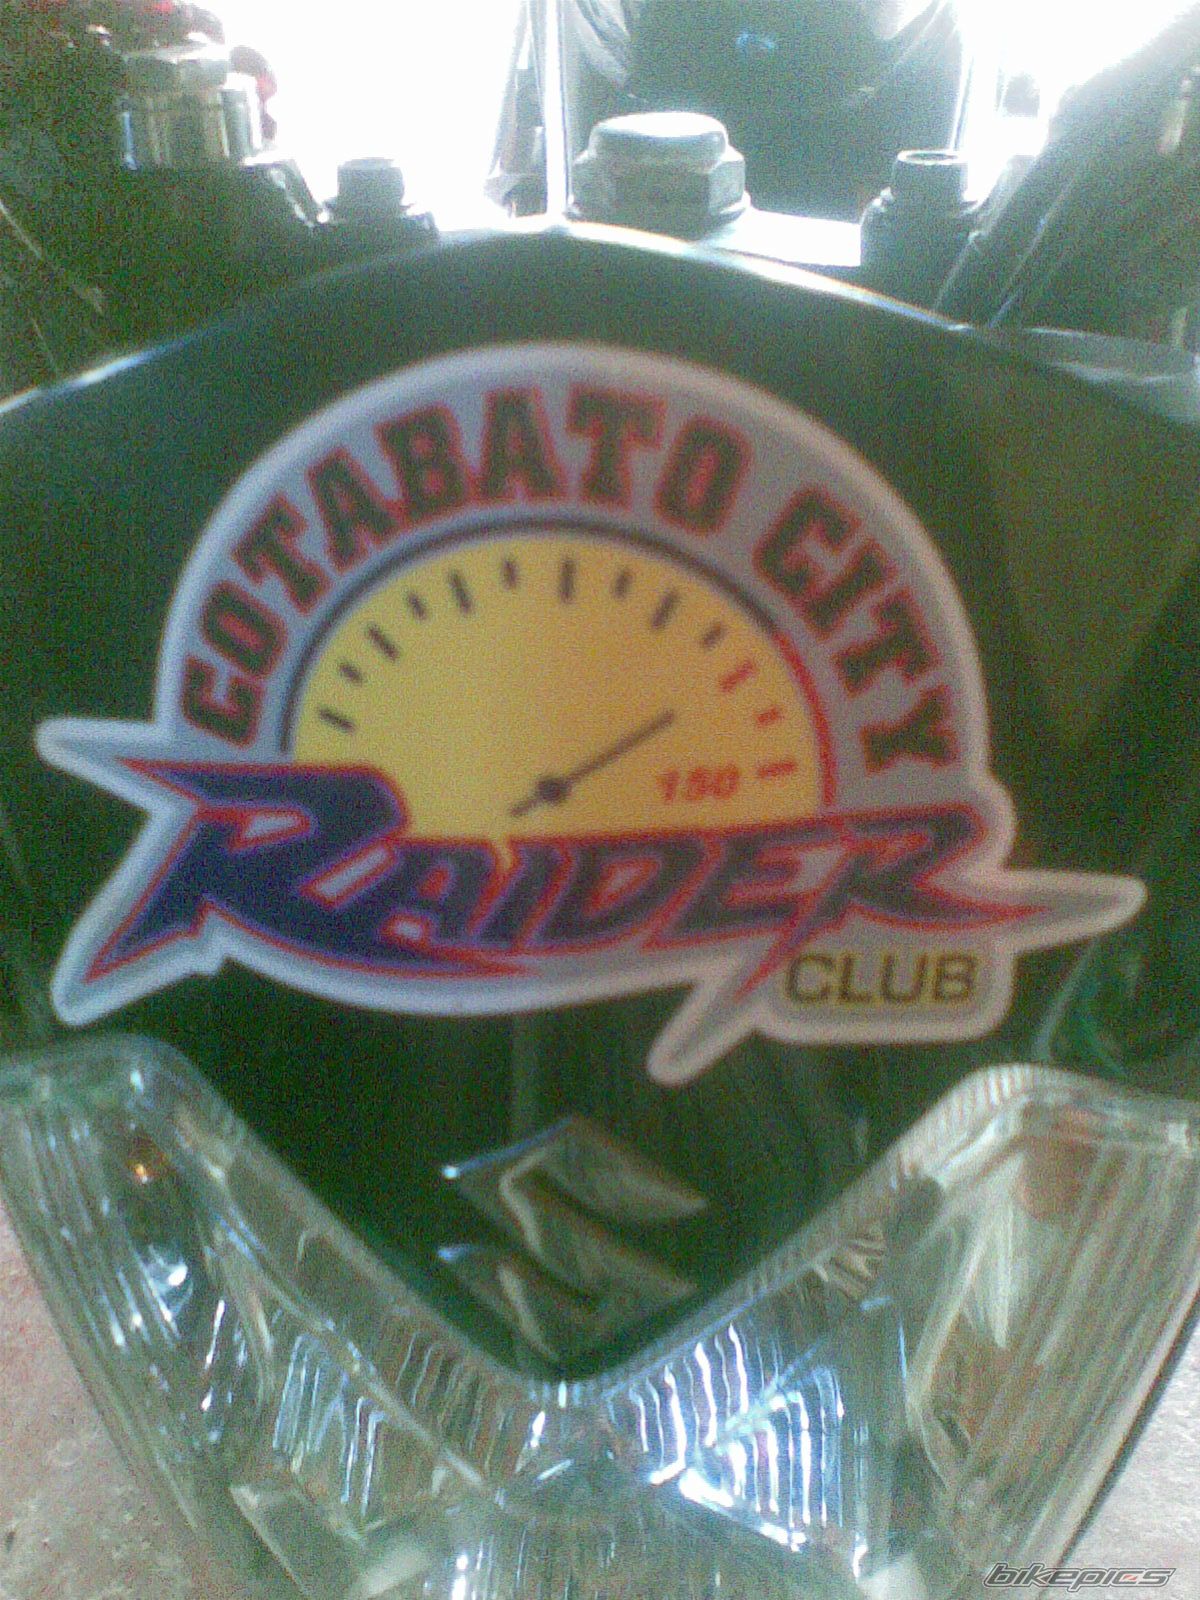 COTABATO CITY
150
RAIDER
CLUB
bikepics